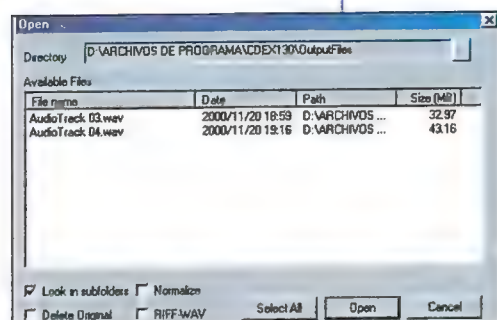 Open
Directory D:\ARCHIVOS DE PROGRAMA\CDEX130\OutputFiles
Available Files
File name Date Path Size (MB)
AudioTrack 03.wav 2000/11/20 18:59 D:\ARCHIVOS ... 32.97
AudioTrack 04.wav 2000/11/20 19:16 D:\ARCHIVOS ... 43.16
Look in subfolders Normalize
Delete Original RIFF-WAV Select All Open Cancel